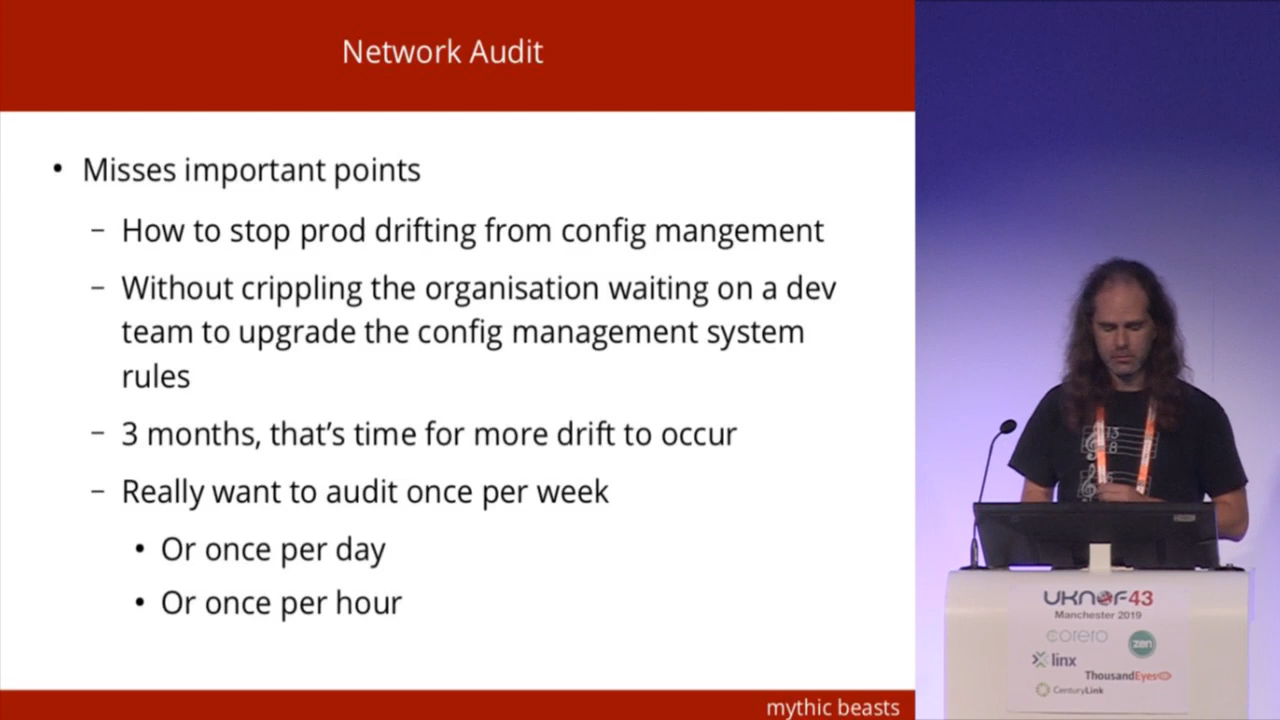 Network Audit
• Misses important points
– How to stop prod drifting from config mangement
– Without crippling the organisation waiting on a dev
team to upgrade the config management system
rules
– 3 months, that’s time for more drift to occur
– Really want to audit once per week
• Or once per day
• Or once per hour
mythic beasts
13
8
UKNOF43
Manchester 2019
corero
zen
linx
ThousandEyes
CenturyLink